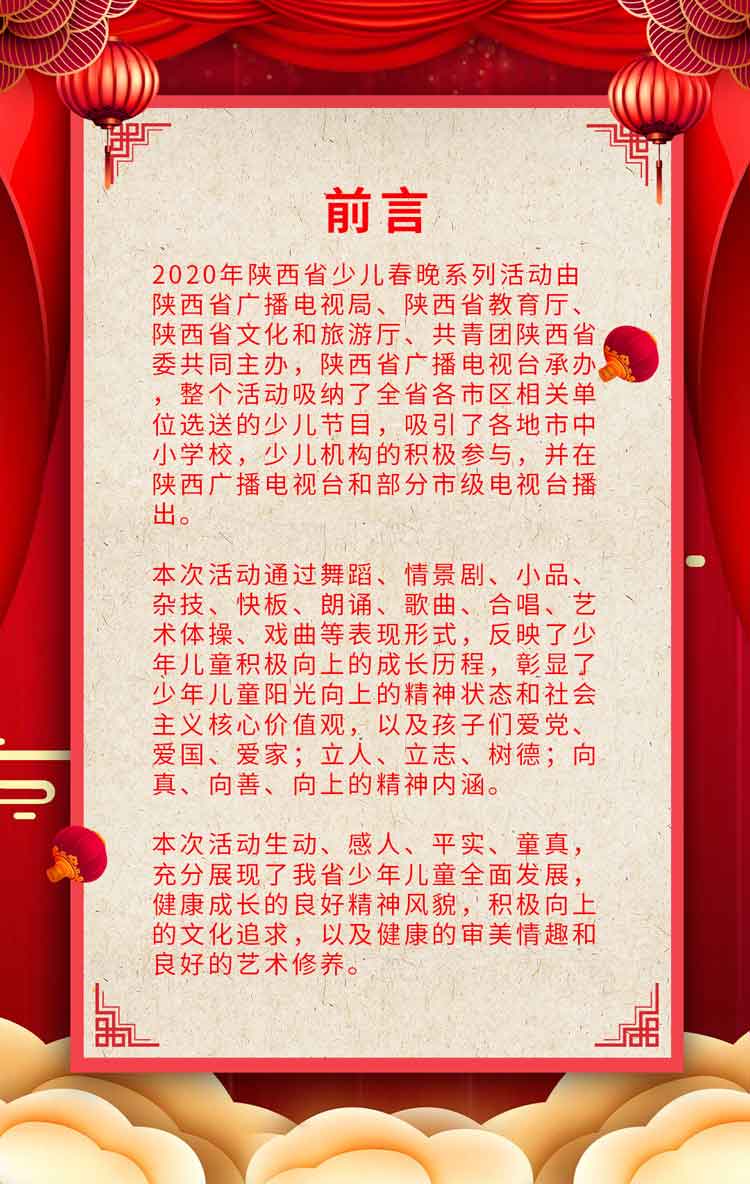 前言
2020年陕西省少儿春晚系列活动由
陕西省广播电视局、陕西省教育厅、
陕西省文化和旅游厅、共青团陕西省
委共同主办，陕西省广播电视台承办
，整个活动吸纳了全省各市区相关单
位选送的少儿节目，吸引了各地市中
小学校，少儿机构的积极参与，并在
陕西广播电视台和部分市级电视台播
出。
本次活动通过舞蹈、情景剧、小品、
杂技、快板、朗诵、歌曲、合唱、艺
术体操、戏曲等表现形式，反映了少
年儿童积极向上的成长历程，彰显了
少年儿童阳光向上的精神状态和社会
主义核心价值观，以及孩子们爱党、
爱国、爱家；立人、立志、树德；向
真、向善、向上的精神内涵。
本次活动生动、感人、平实、童真，
充分展现了我省少年儿童全面发展，
健康成长的良好精神风貌，积极向上
的文化追求，以及健康的审美情趣和
良好的艺术修养。